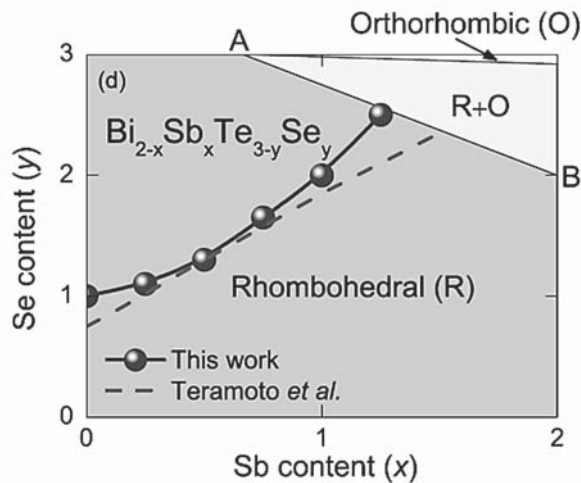 Orthorhombic (O)
A
3
(d)
R+O
Bi₂₋ₓSbₓTe₃₋ySey
2
B
Se content (y)
1
Rhombohedral (R)
This work
Teramoto et al.
0
0
1
2
Sb content (x)